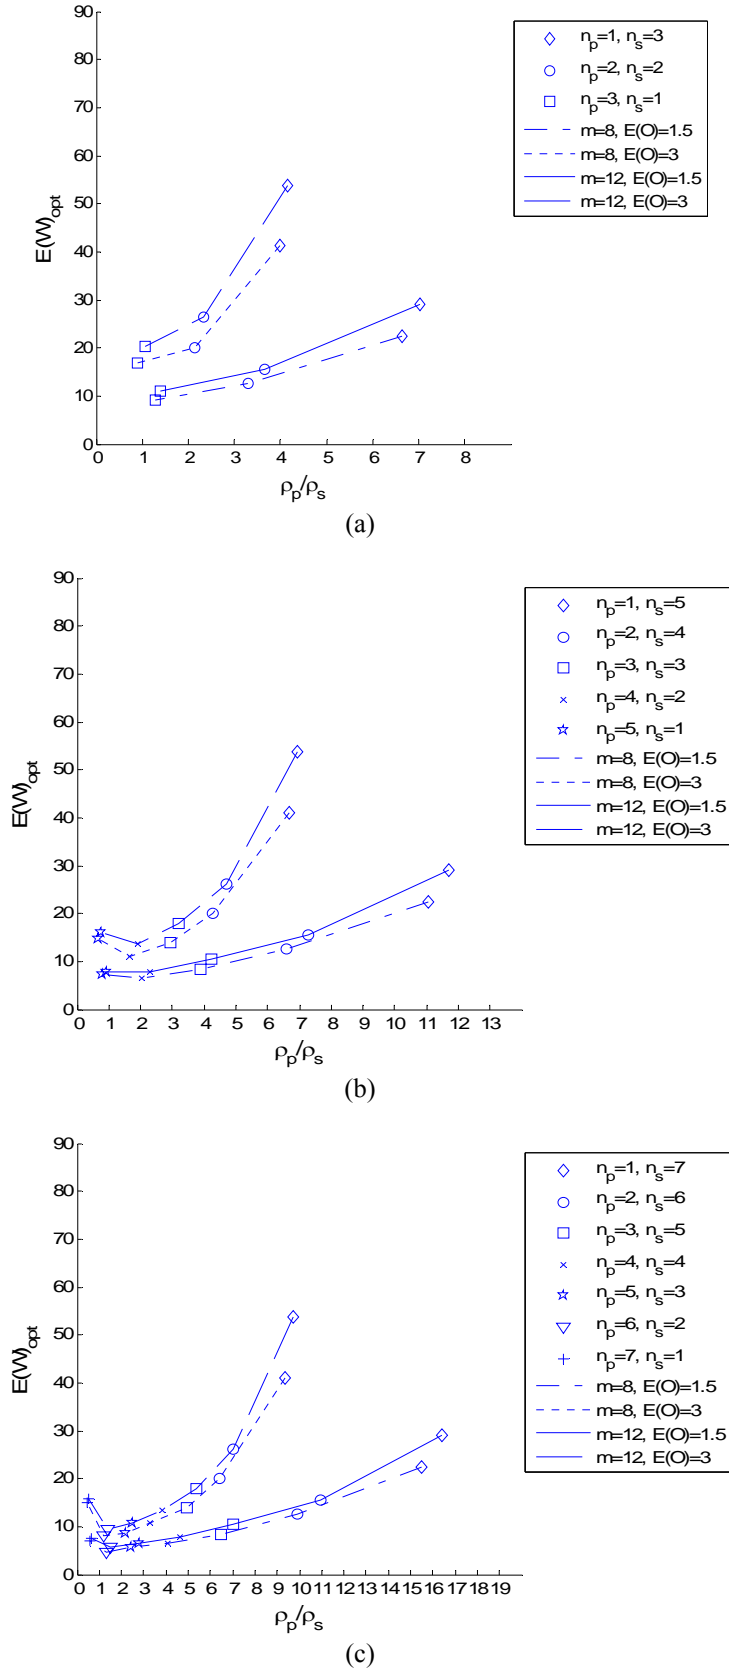 90
80
70
60
50
40
30
20
10
0
E(W)opt
0 1 2 3 4 5 6 7 8
ρp/ρs
np=1, ns=3
np=2, ns=2
np=3, ns=1
m=8, E(O)=1.5
m=8, E(O)=3
m=12, E(O)=1.5
m=12, E(O)=3
(a)
90
80
70
60
50
40
30
20
10
0
E(W)opt
0 1 2 3 4 5 6 7 8 9 10 11 12 13
ρp/ρs
np=1, ns=5
np=2, ns=4
np=3, ns=3
np=4, ns=2
np=5, ns=1
m=8, E(O)=1.5
m=8, E(O)=3
m=12, E(O)=1.5
m=12, E(O)=3
(b)
90
80
70
60
50
40
30
20
10
0
E(W)opt
0 1 2 3 4 5 6 7 8 9 10 11 12 13 14 15 16 17 18 19
ρp/ρs
np=1, ns=7
np=2, ns=6
np=3, ns=5
np=4, ns=4
np=5, ns=3
np=6, ns=2
np=7, ns=1
m=8, E(O)=1.5
m=8, E(O)=3
m=12, E(O)=1.5
m=12, E(O)=3
(c)